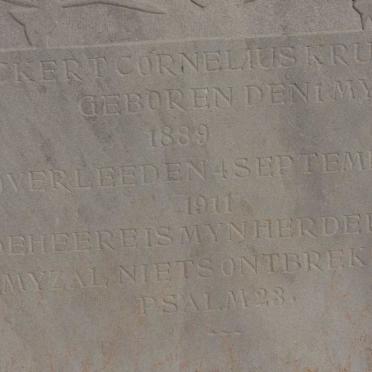 CKERT CORNELIUS KRU
GEBOREN DEN 1 MY
1889
OVERLEEDEN 4 SEPTEM
1911
DE HEERE IS MYN HERDER
MY ZAL NIETS ONTBREK
PSALM 23.